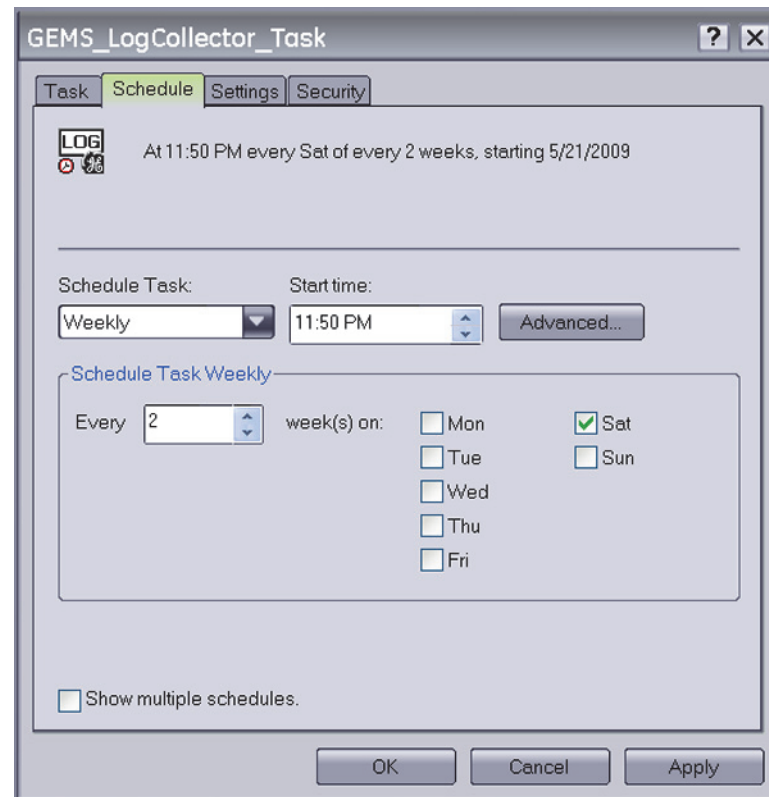 GEMS_LogCollector_Task
?
X
Task Schedule Settings Security
LOG
At 11:50 PM every Sat of every 2 weeks, starting 5/21/2009
Schedule Task: Start time:
Weekly 11:50 PM Advanced...
Schedule Task Weekly
Every 2 week(s) on: Mon Sat
Tue Sun
Wed
Thu
Fri
Show multiple schedules.
OK Cancel Apply